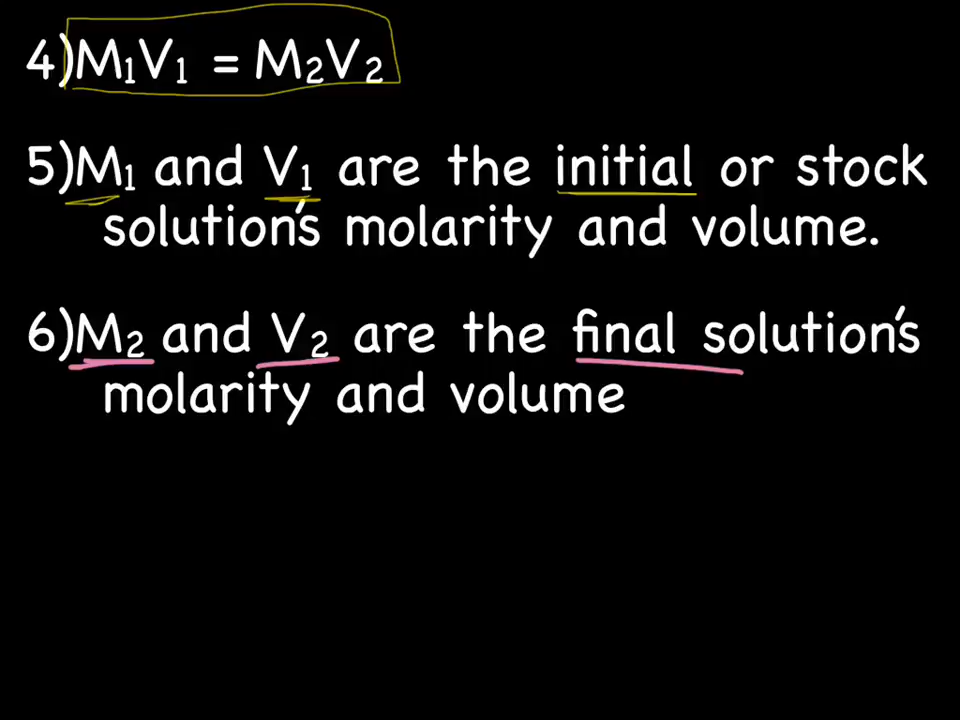 4) M₁V₁ = M₂V₂
5) M₁ and V₁ are the initial or stock
solution's molarity and volume.
6) M₂ and V₂ are the final solution's
molarity and volume